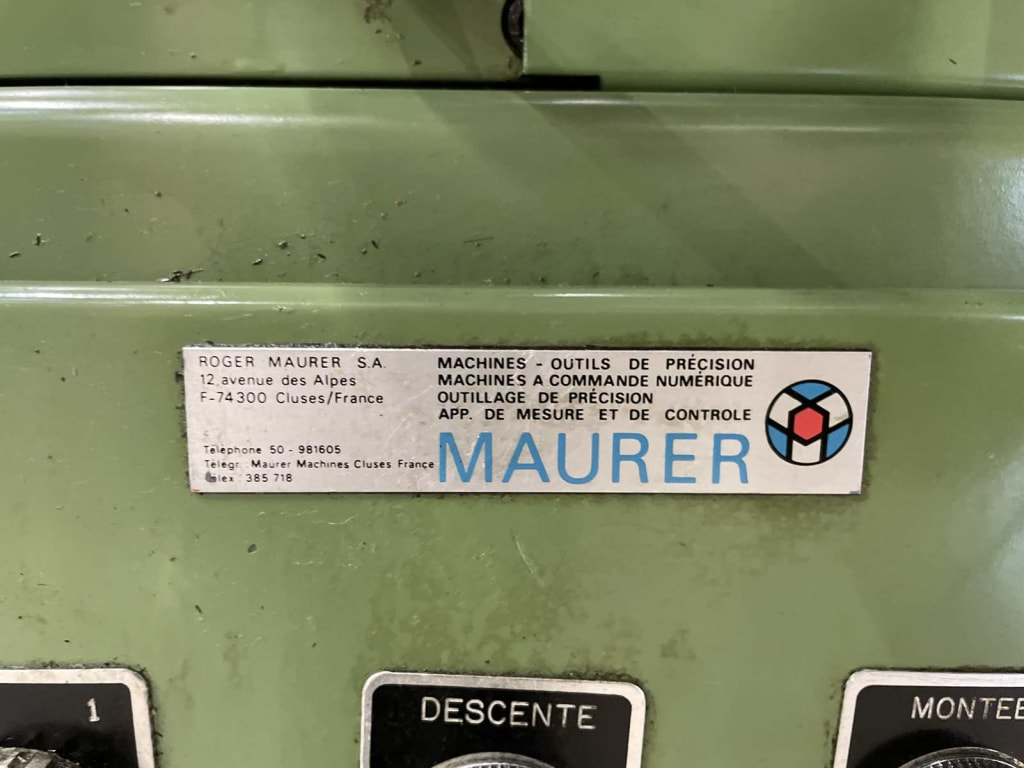 ROGER MAURER S.A.
12, avenue des Alpes
F-74300 Cluses/France
Téléphone 50 - 981605
Télégr. Maurer Machines Cluses France
385 718
MACHINES - OUTILS DE PRÉCISION
MACHINES A COMMANDE NUMÉRIQUE
OUTILLAGE DE PRÉCISION
APP. DE MESURE ET DE CONTROLE
MAURER
1
DESCENTE
MONTEE